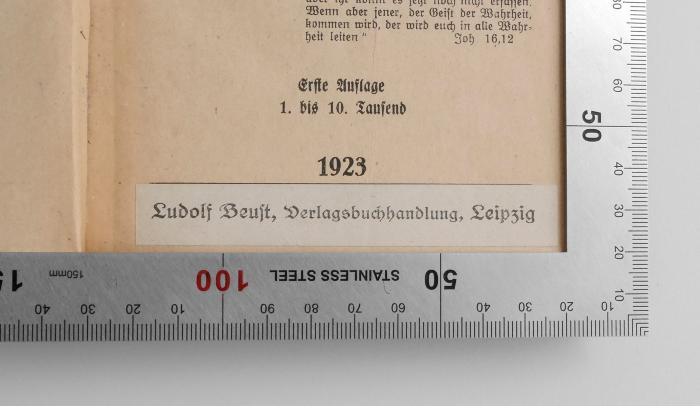 aber ihr könnt es jetzt noch nicht erfassen.
Wenn aber jener, der Geist der Wahrheit,
kommen wird, der wird euch in alle Wahr-
heit leiten“ Joh 16,12
Erste Auflage
1. bis 10. Tausend
1923
Ludolf Beust, Verlagsbuchhandlung, Leipzig
150mm 100 STAINLESS STEEL 50
40 30 20 10 90 80 70 60 40 30 20 10
70
60
50
40
30
20
10